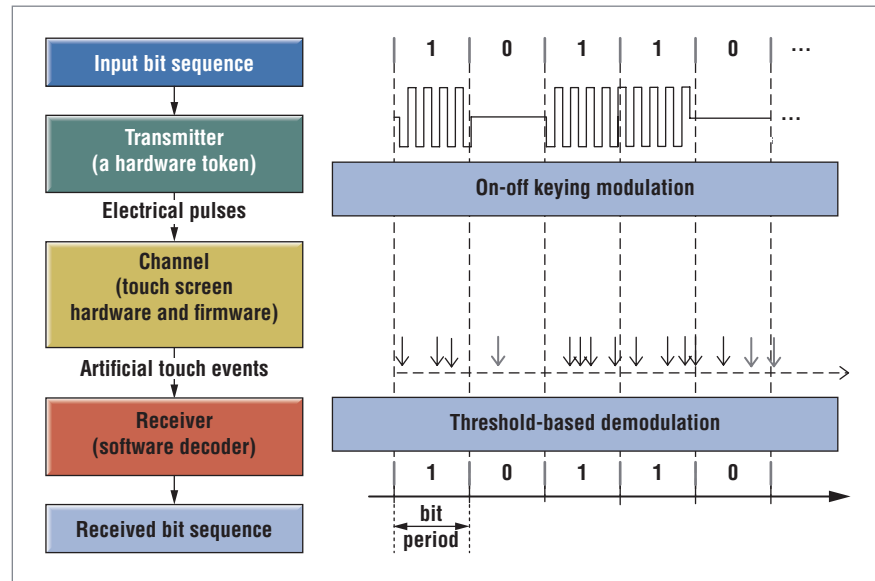 Input bit sequence
Transmitter
(a hardware token)
Electrical pulses
Channel
(touch screen
hardware and firmware)
Artificial touch events
Receiver
(software decoder)
Received bit sequence
1 0 1 1 0 ...
...
On-off keying modulation
Threshold-based demodulation
1 0 1 1 0
bit
period